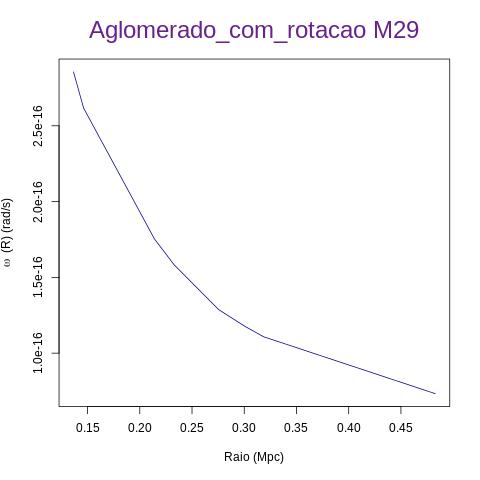 Aglomerado_com_rotacao M29
2.5e-16
2.0e-16
1.5e-16
1.0e-16
ω (R) (rad/s)
0.15 0.20 0.25 0.30 0.35 0.40 0.45
Raio (Mpc)